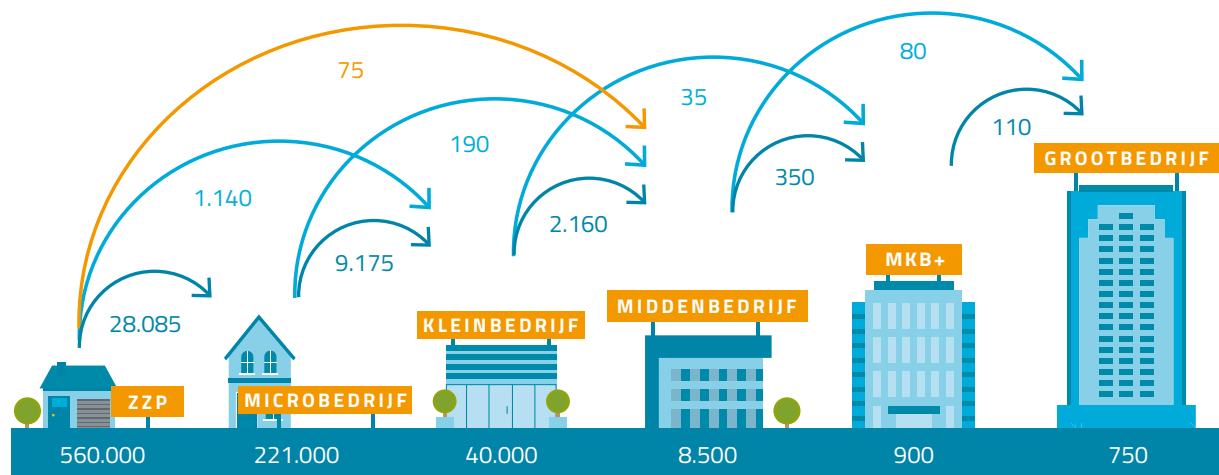 75
80
35
190
110
GROOTBEDRIJF
350
1.140
2.160
9.175
MKB+
28.085
MIDDENBEDRIJF
KLEINBEDRIJF
ZZP
MICROBEDRIJF
560.000
221.000
40.000
8.500
900
750